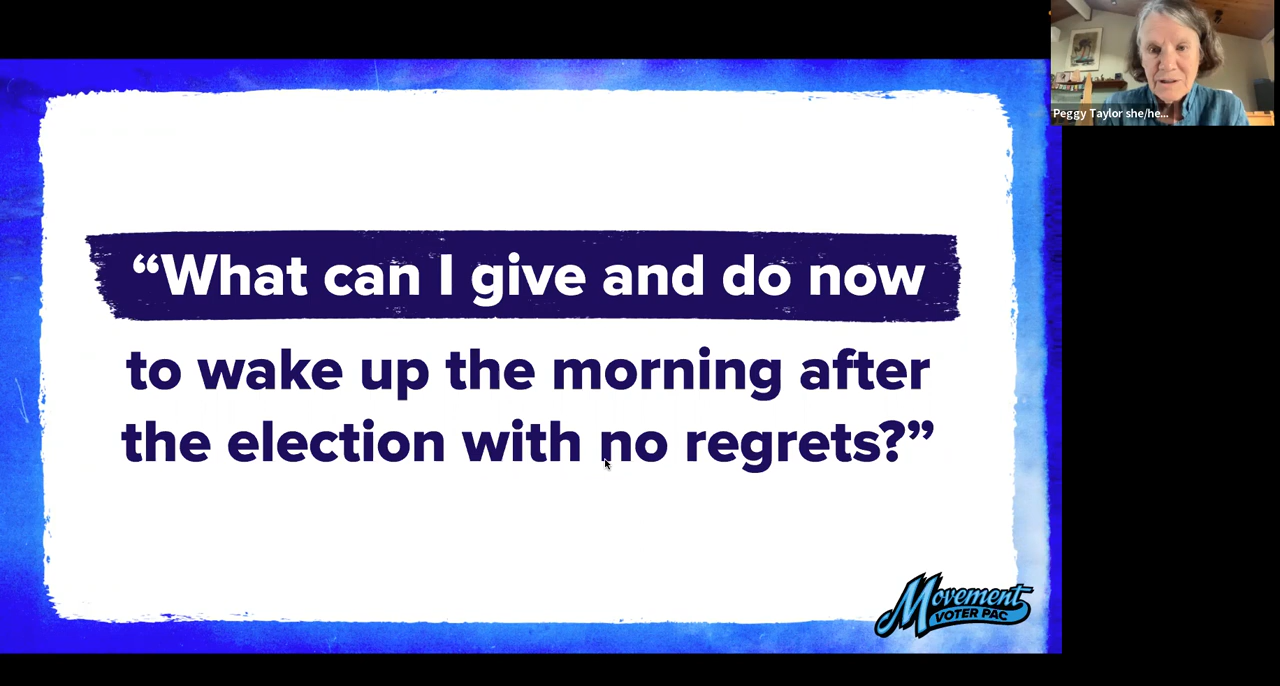 “What can I give and do now
to wake up the morning after
the election with no regrets?”
Movement
VOTER PAC
Peggy Taylor she/he...